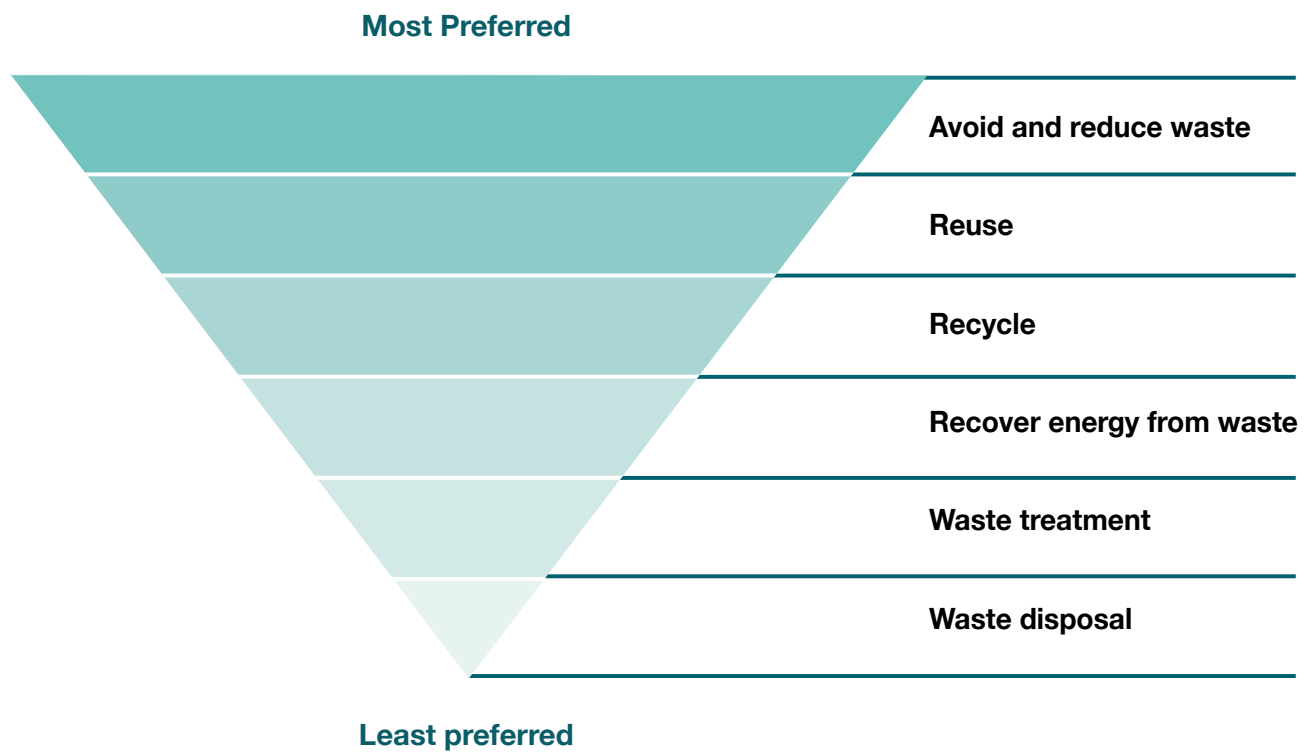 Most Preferred
Avoid and reduce waste
Reuse
Recycle
Recover energy from waste
Waste treatment
Waste disposal
Least preferred